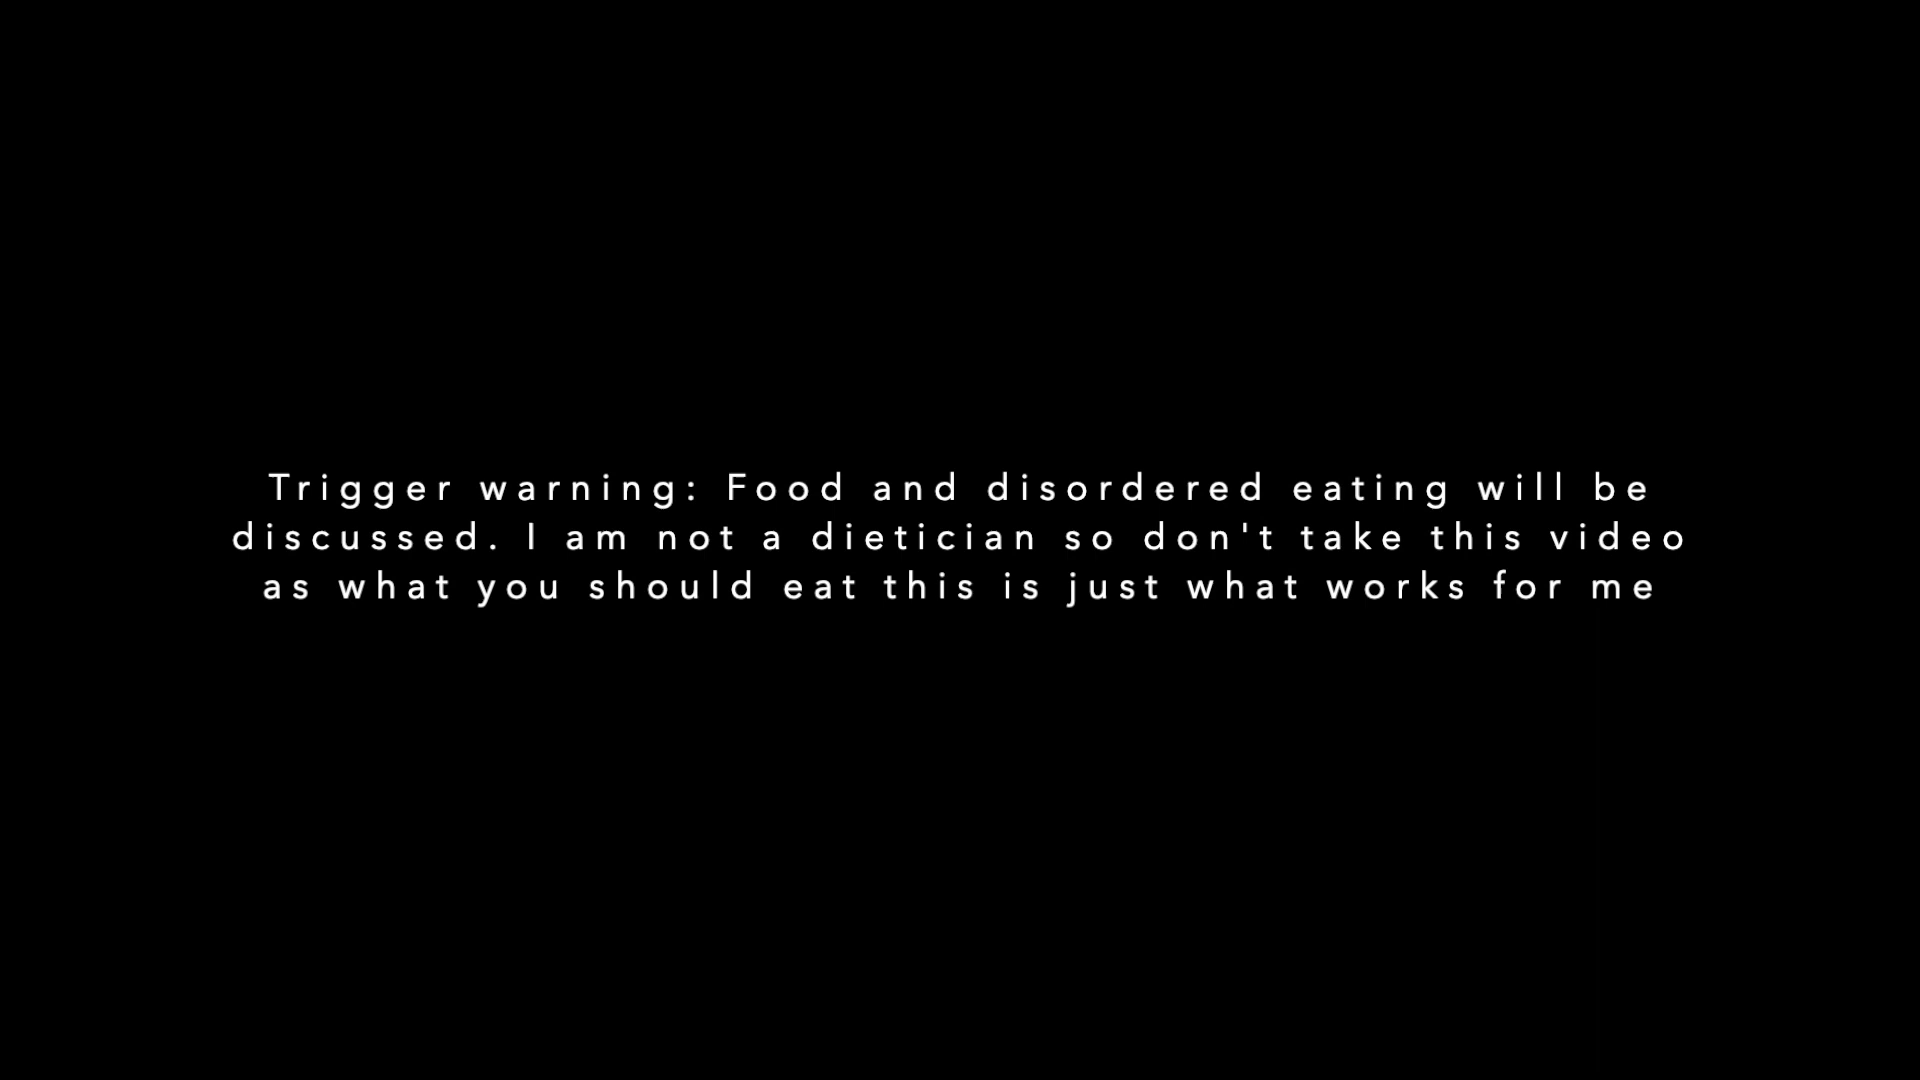 Trigger warning: Food and disordered eating will be
discussed. I am not a dietician so don't take this video
as what you should eat this is just what works for me